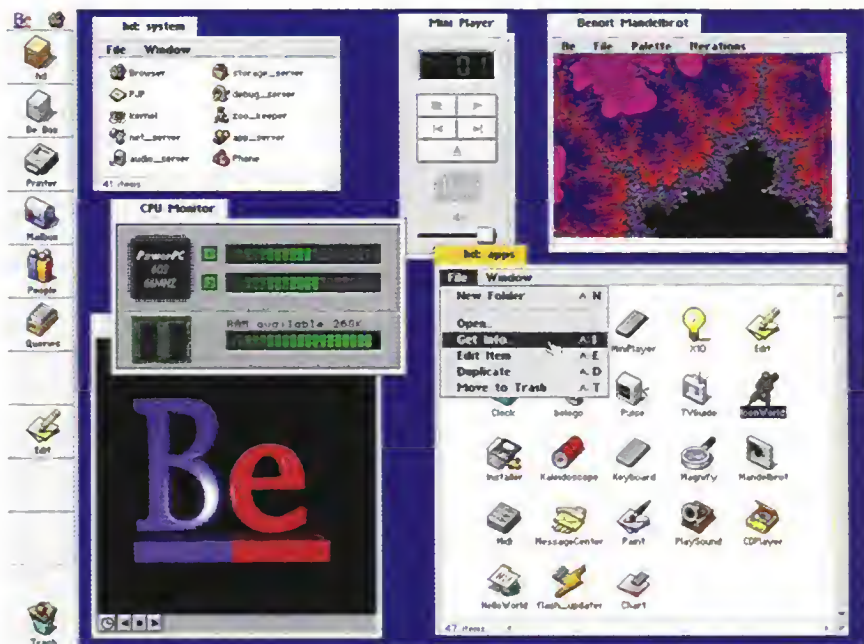 Be
hd
Be Box
Printer
Mailbox
People
Queries
Edit
Trash
hd: system
File Window
Browser storage_server
PJP debug_server
kernel zoo_keeper
net_server app_server
audio_server Phone
41 items
Mini Player
01
Benort Mandelbrot
Be File Palette Iterations
CPU Monitor
PowerPC
603
66MHZ
RAM available 268K
Be
hd: apps
File Window
New Folder N
Open...
Get Info... I
Edit Item E
Duplicate D
Move to Trash T
MiniPlayer X10 Edit
Clock belogo Pulse TVGuide IconWorld
Installer Kaleidoscope Keyboard Magnify Mandelbrot
Midi MessageCenter Paint PlaySound CDPlayer
HelloWorld flash_updater Chart
47 items